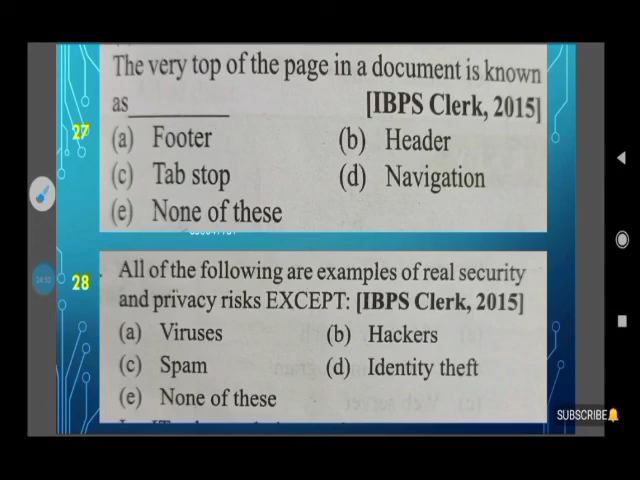 The very top of the page in a document is known
as________ [IBPS Clerk, 2015]
27
(a) Footer (b) Header
(c) Tab stop (d) Navigation
(e) None of these
28
All of the following are examples of real security
and privacy risks EXCEPT: [IBPS Clerk, 2015]
(a) Viruses (b) Hackers
(c) Spam (d) Identity theft
(e) None of these
SUBSCRIBE